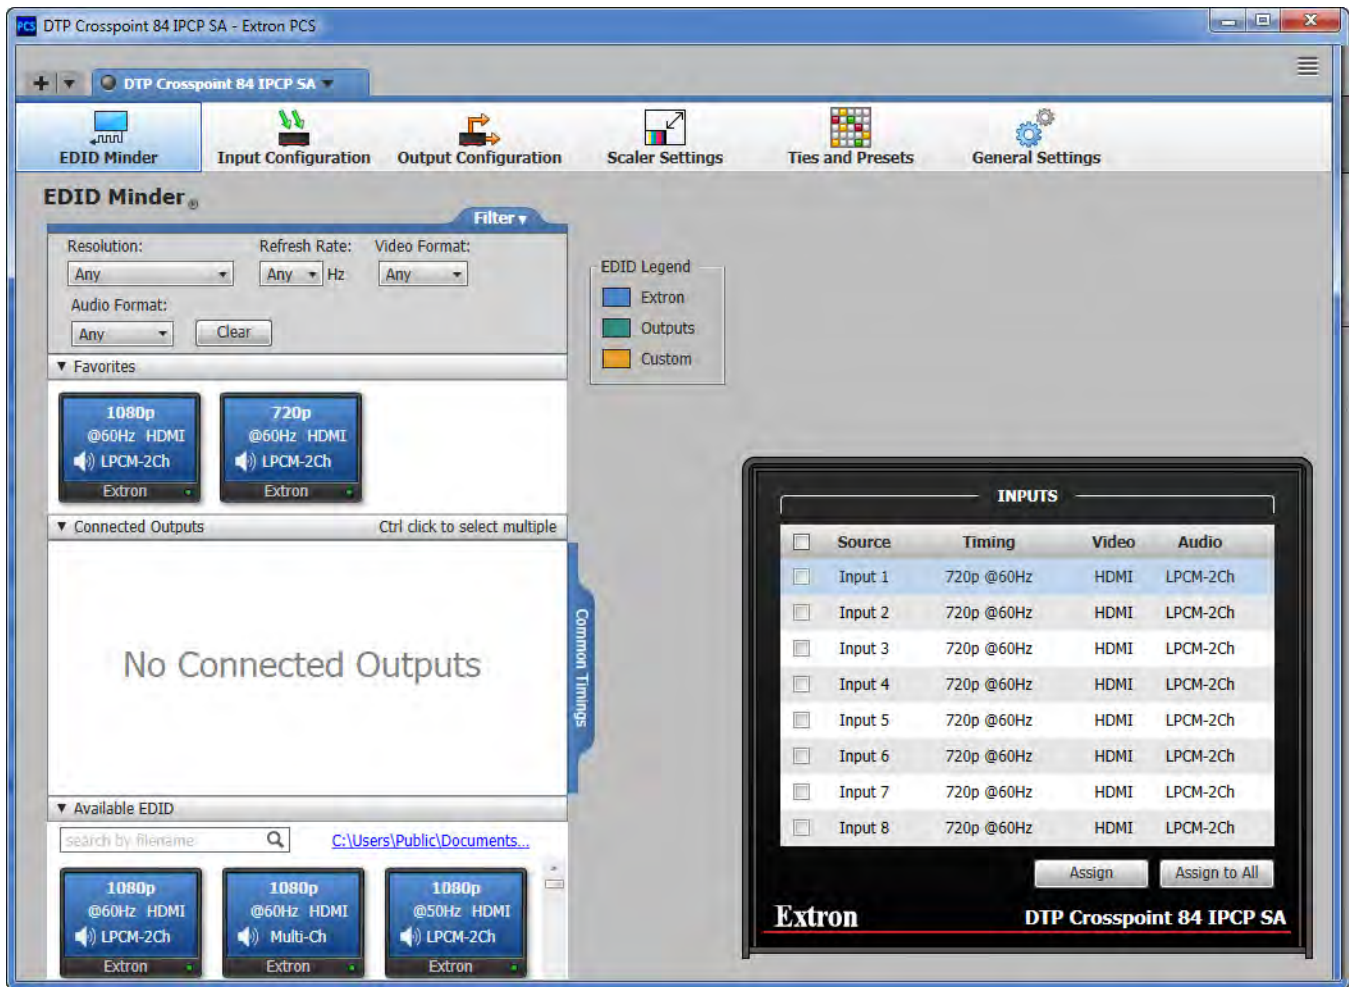 PCS DTP Crosspoint 84 IPCP SA - Extron PCS
DTP Crosspoint 84 IPCP SA
EDID Minder
Input Configuration
Output Configuration
Scaler Settings
Ties and Presets
General Settings
EDID Minder ®
Filter
Resolution: Refresh Rate: Video Format:
Any Any Hz Any
Audio Format:
Any Clear
Favorites
1080p
@60Hz HDMI
LPCM-2Ch
Extron
720p
@60Hz HDMI
LPCM-2Ch
Extron
Connected Outputs Ctrl click to select multiple
No Connected Outputs
Common Timings
Available EDID
search by filename C:\Users\Public\Documents...
1080p
@60Hz HDMI
LPCM-2Ch
Extron
1080p
@60Hz HDMI
Multi-Ch
Extron
1080p
@50Hz HDMI
LPCM-2Ch
Extron
EDID Legend
Extron
Outputs
Custom
INPUTS
Source Timing Video Audio
Input 1 720p @60Hz HDMI LPCM-2Ch
Input 2 720p @60Hz HDMI LPCM-2Ch
Input 3 720p @60Hz HDMI LPCM-2Ch
Input 4 720p @60Hz HDMI LPCM-2Ch
Input 5 720p @60Hz HDMI LPCM-2Ch
Input 6 720p @60Hz HDMI LPCM-2Ch
Input 7 720p @60Hz HDMI LPCM-2Ch
Input 8 720p @60Hz HDMI LPCM-2Ch
Assign Assign to All
Extron DTP Crosspoint 84 IPCP SA